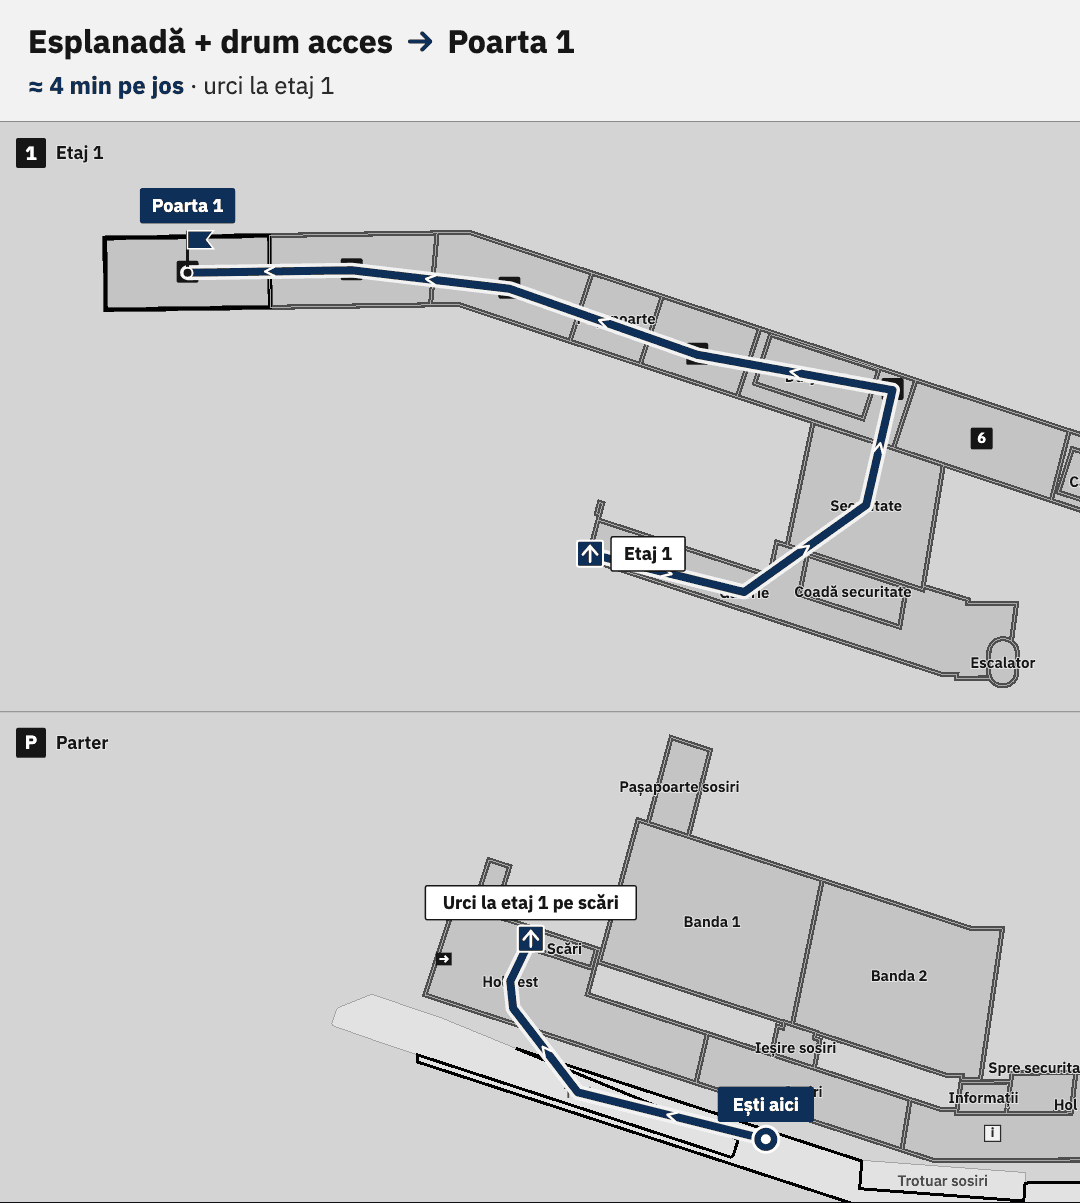 Esplanadă + drum acces → Poarta 1
≈ 4 min pe jos · urci la etaj 1
1 Etaj 1
Poarta 1
6
Etaj 1
Coadă securitate
Escalator
P Parter
Pașapoarte sosiri
Urci la etaj 1 pe scări
Banda 1
Scări
Banda 2
Ieșire sosiri
Spre securita
Informații
Hol
Ești aici
i
Trotuar sosiri